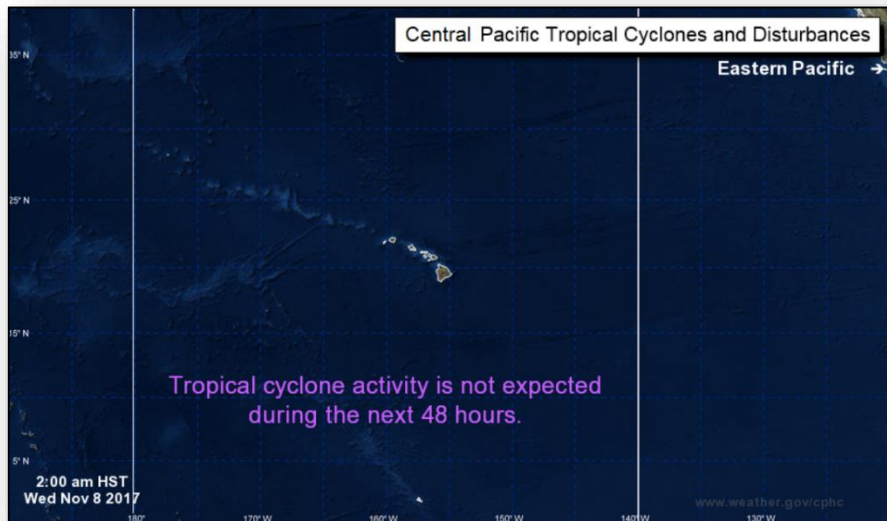 Central Pacific Tropical Cyclones and Disturbances
35° N
Eastern Pacific →
25° N
15° N
Tropical cyclone activity is not expected
during the next 48 hours.
5° N
2:00 am HST
Wed Nov 8 2017
www.weather.gov/cphc
180° 170° W 160° W 150° W 140° W 130° W